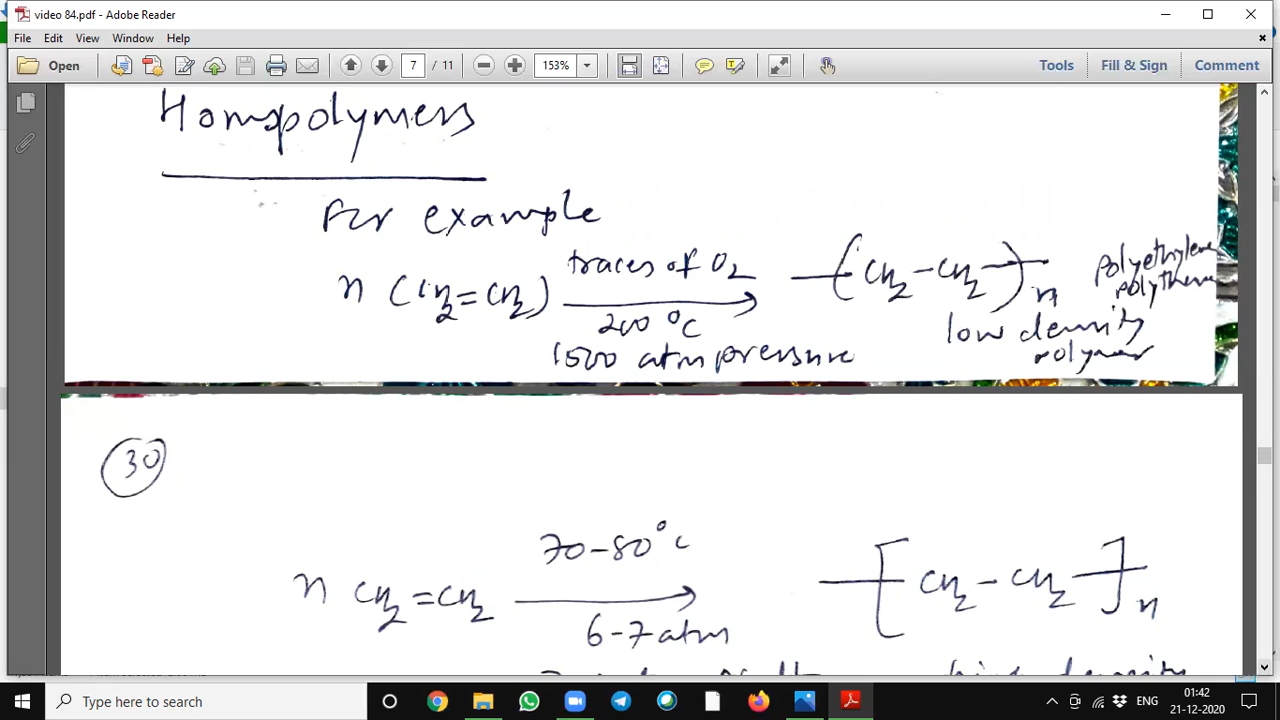 video 84.pdf - Adobe Reader
File Edit View Window Help
Open 7 / 11 153% Tools Fill & Sign Comment
Homopolymers
For example
n (CH2=CH2) traces of O2 200 °C 1500 atm pressure -(CH2-CH2)-n
polyethylene
polythene
low density
polymer
30
n CH2=CH2 70-80°C 6-7 atm -[CH2-CH2]-n
high density
Type here to search
ENG 01:42
21-12-2020